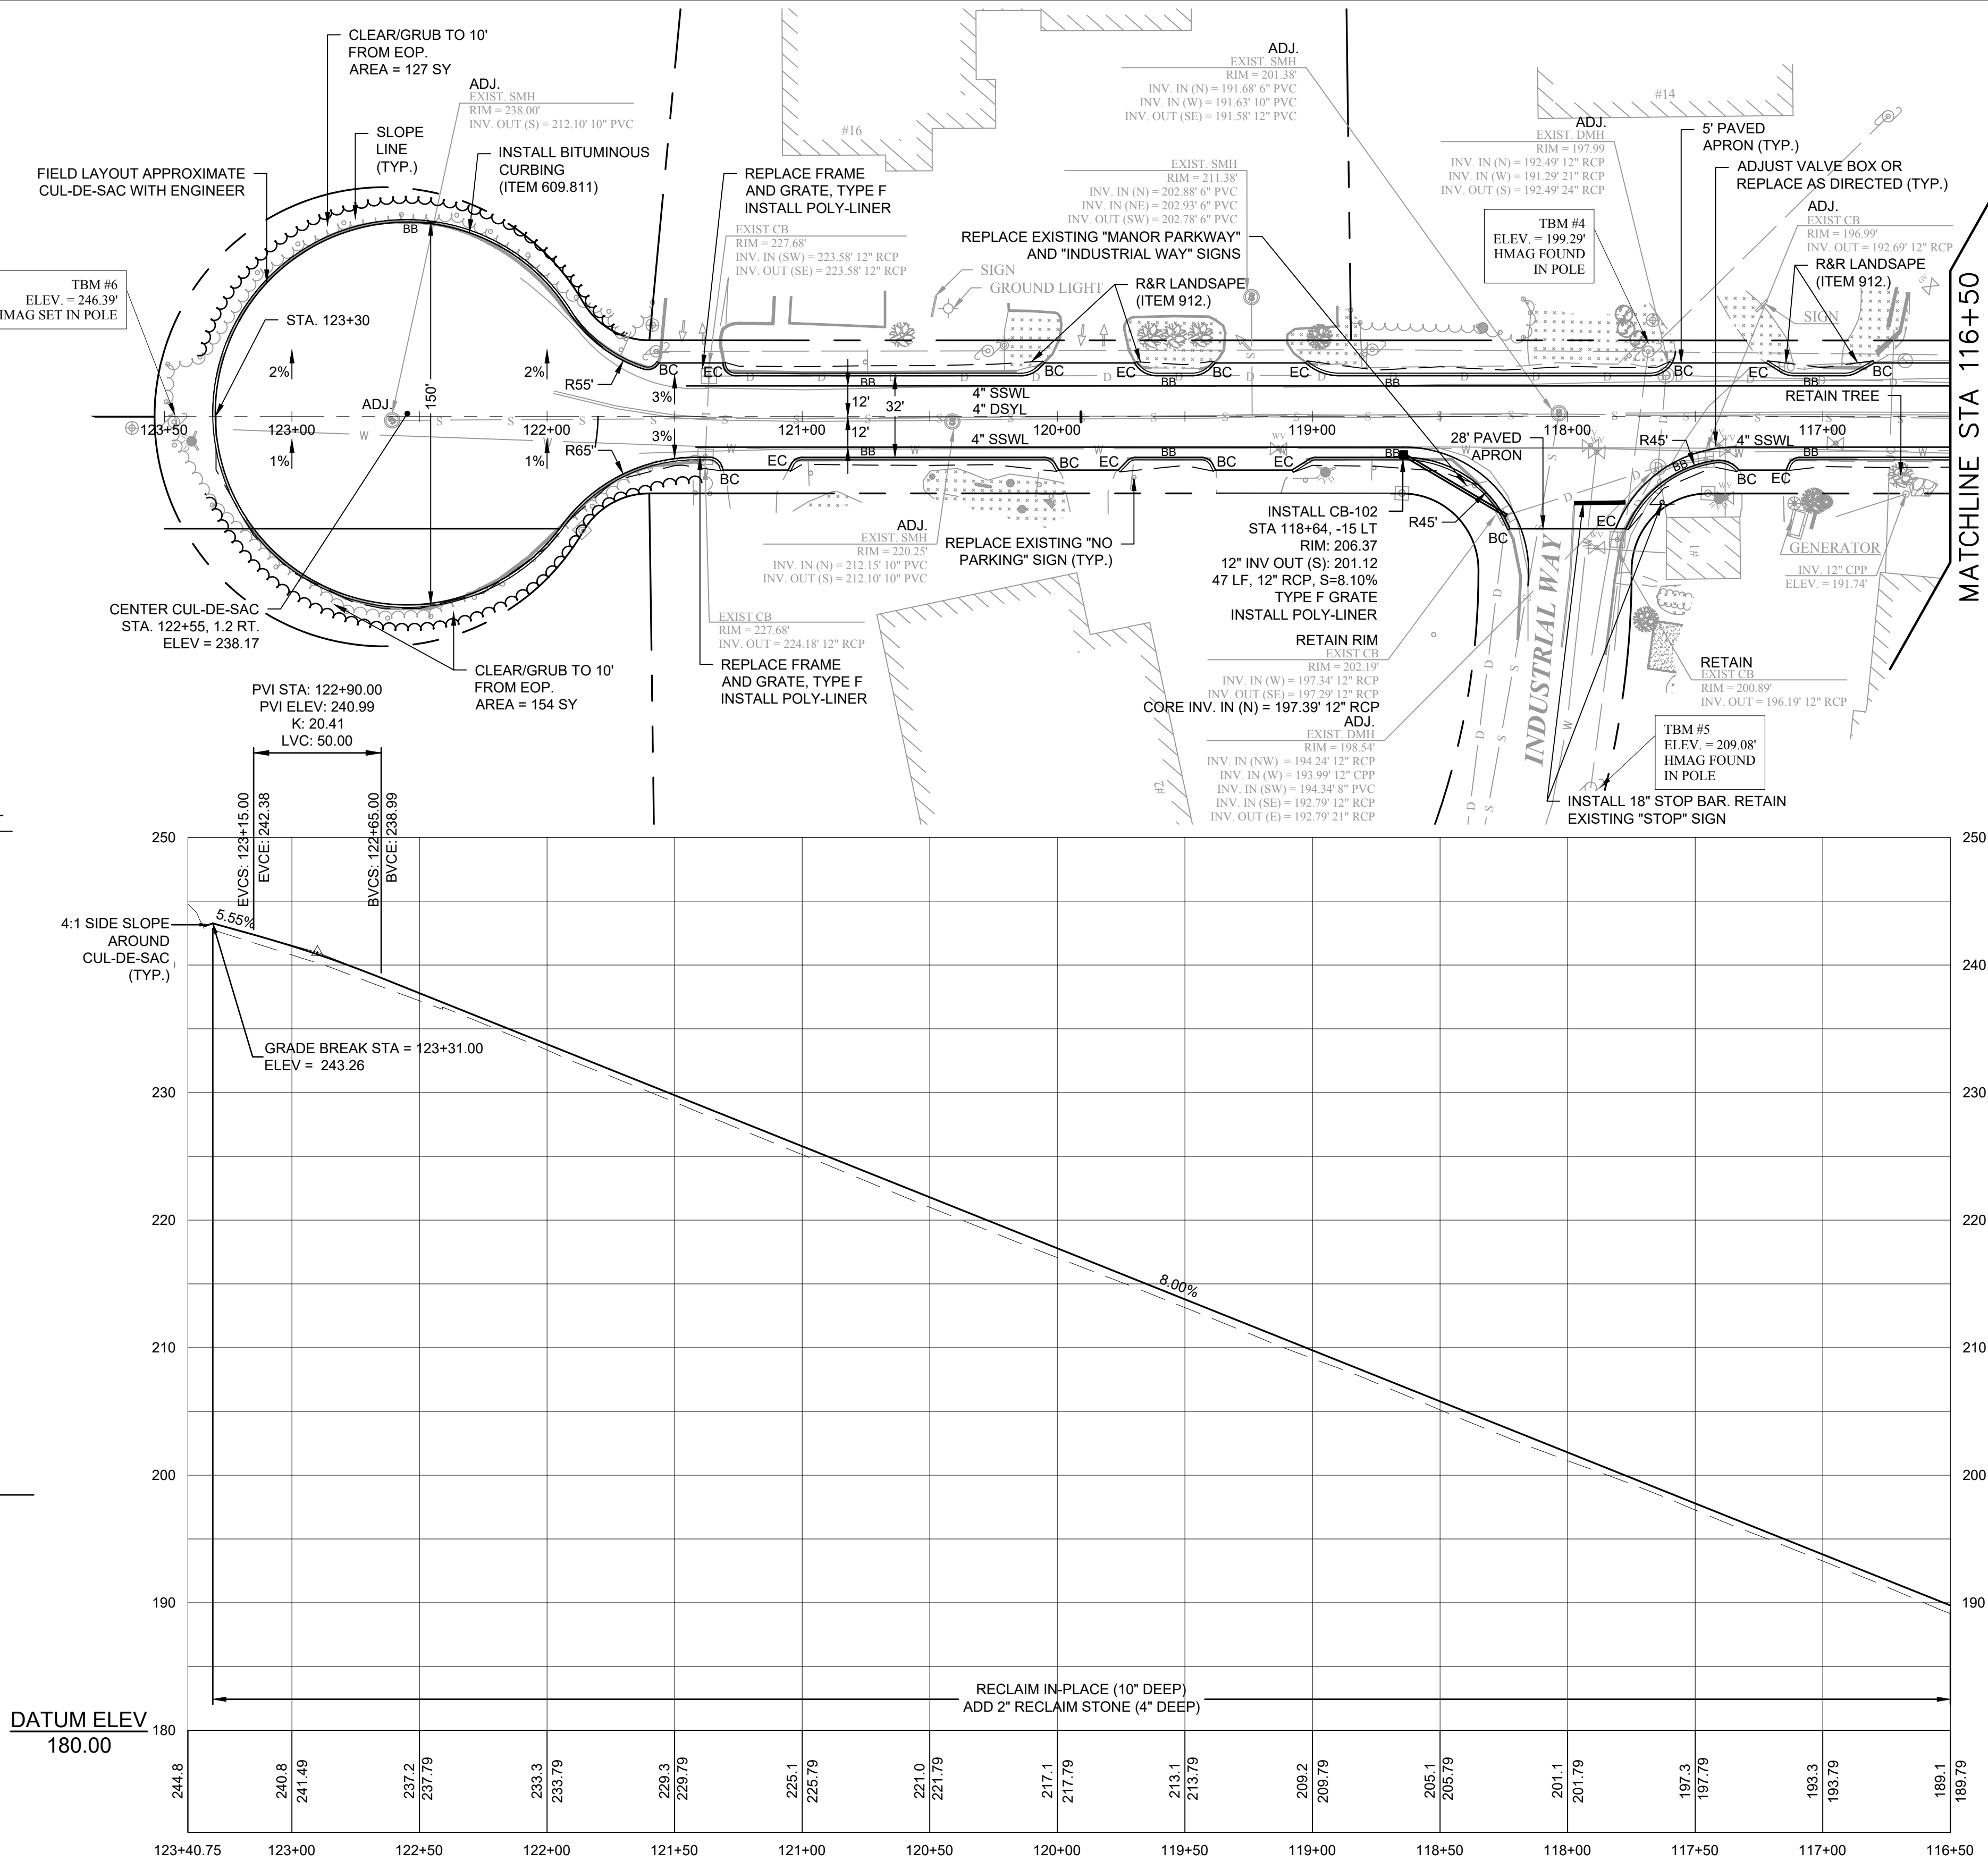 CLEAR/GRUB TO 10'
FROM EOP.
AREA = 127 SY
ADJ.
EXIST. SMH
RIM = 238.00'
INV. OUT (S) = 212.10' 10" PVC
SLOPE
LINE
(TYP.)
INSTALL BITUMINOUS
CURBING
(ITEM 609.811)
FIELD LAYOUT APPROXIMATE
CUL-DE-SAC WITH ENGINEER
REPLACE FRAME
AND GRATE, TYPE F
INSTALL POLY-LINER
EXIST CB
RIM = 227.68'
INV. IN (SW) = 223.58' 12" RCP
INV. OUT (SE) = 223.58' 12" RCP
#16
ADJ.
EXIST. SMH
RIM = 201.38'
INV. IN (N) = 191.68' 6" PVC
INV. IN (W) = 191.63' 10" PVC
INV. OUT (SE) = 191.58' 12" PVC
EXIST. SMH
RIM = 211.38'
INV. IN (N) = 202.88' 6" PVC
INV. IN (NE) = 202.93' 6" PVC
INV. OUT (SW) = 202.78' 6" PVC
REPLACE EXISTING "MANOR PARKWAY"
AND "INDUSTRIAL WAY" SIGNS
SIGN
GROUND LIGHT
R&R LANDSAPE
(ITEM 912.)
#14
ADJ.
EXIST. DMH
RIM = 197.99
INV. IN (N) = 192.49' 12" RCP
INV. IN (W) = 191.29' 21" RCP
INV. OUT (S) = 192.49' 24" RCP
TBM #4
ELEV. = 199.29'
HMAG FOUND
IN POLE
5' PAVED
APRON (TYP.)
ADJUST VALVE BOX OR
REPLACE AS DIRECTED (TYP.)
ADJ.
EXIST CB
RIM = 196.99'
INV. OUT = 192.69' 12" RCP
R&R LANDSAPE
(ITEM 912.)
SIGN
MATCHLINE STA 116+50
TBM #6
ELEV. = 246.39'
HMAG SET IN POLE
STA. 123+30
BB
2%
2%
1%
1%
ADJ.
150'
R55'
R65'
3%
3%
BC
EC
BB
12'
12'
32'
4" SSWL
4" DSYL
4" SSWL
BC
EC
BB
BC
EC
BB
BC
EC
BB
BC
RETAIN TREE
123+50
123+00
122+00
121+00
120+00
119+00
118+00
117+00
BC
EC
BB
BC
EC
BC
EC
BB
28' PAVED
APRON
R45'
BB
4" SSWL
BB
BC
EC
R45'
BC
EC
ADJ.
EXIST. SMH
RIM = 220.25'
INV. IN (N) = 212.15' 10" PVC
INV. OUT (S) = 212.10' 10" PVC
REPLACE EXISTING "NO
PARKING" SIGN (TYP.)
INSTALL CB-102
STA 118+64, -15 LT
RIM: 206.37
12" INV OUT (S): 201.12
47 LF, 12" RCP, S=8.10%
TYPE F GRATE
INSTALL POLY-LINER
INDUSTRIAL WAY
#1
GENERATOR
INV. 12" CPP
ELEV. = 191.74'
CENTER CUL-DE-SAC
STA. 122+55, 1.2 RT.
ELEV = 238.17
EXIST CB
RIM = 227.68'
INV. OUT = 224.18' 12" RCP
REPLACE FRAME
AND GRATE, TYPE F
INSTALL POLY-LINER
CLEAR/GRUB TO 10'
FROM EOP.
AREA = 154 SY
RETAIN RIM
EXIST CB
RIM = 202.19'
INV. IN (W) = 197.34' 12" RCP
INV. OUT (SE) = 197.29' 12" RCP
CORE INV. IN (N) = 197.39' 12" RCP
ADJ.
EXIST. DMH
RIM = 198.54'
INV. IN (NW) = 194.24' 12" RCP
INV. IN (W) = 193.99' 12" CPP
INV. IN (SW) = 194.34' 8" PVC
INV. IN (SE) = 192.79' 12" RCP
INV. OUT (E) = 192.79' 21" RCP
#2
RETAIN
EXIST CB
RIM = 200.89'
INV. OUT = 196.19' 12" RCP
TBM #5
ELEV. = 209.08'
HMAG FOUND
IN POLE
INSTALL 18" STOP BAR. RETAIN
EXISTING "STOP" SIGN
PVI STA: 122+90.00
PVI ELEV: 240.99
K: 20.41
LVC: 50.00
EVCS: 123+15.00
EVCE: 242.38
BVCS: 122+65.00
BVCE: 238.99
250
250
5.55%
4:1 SIDE SLOPE
AROUND
CUL-DE-SAC
(TYP.)
240
240
GRADE BREAK STA = 123+31.00
ELEV = 243.26
230
230
220
220
8.00%
210
210
200
200
190
190
RECLAIM IN-PLACE (10" DEEP)
ADD 2" RECLAIM STONE (4" DEEP)
DATUM ELEV
180.00
180
244.8
240.8
241.49
237.2
237.79
233.3
233.79
229.3
229.79
225.1
225.79
221.0
221.79
217.1
217.79
213.1
213.79
209.2
209.79
205.1
205.79
201.1
201.79
197.3
197.79
193.3
193.79
189.1
189.79
123+40.75
123+00
122+50
122+00
121+50
121+00
120+50
120+00
119+50
119+00
118+50
118+00
117+50
117+00
116+50